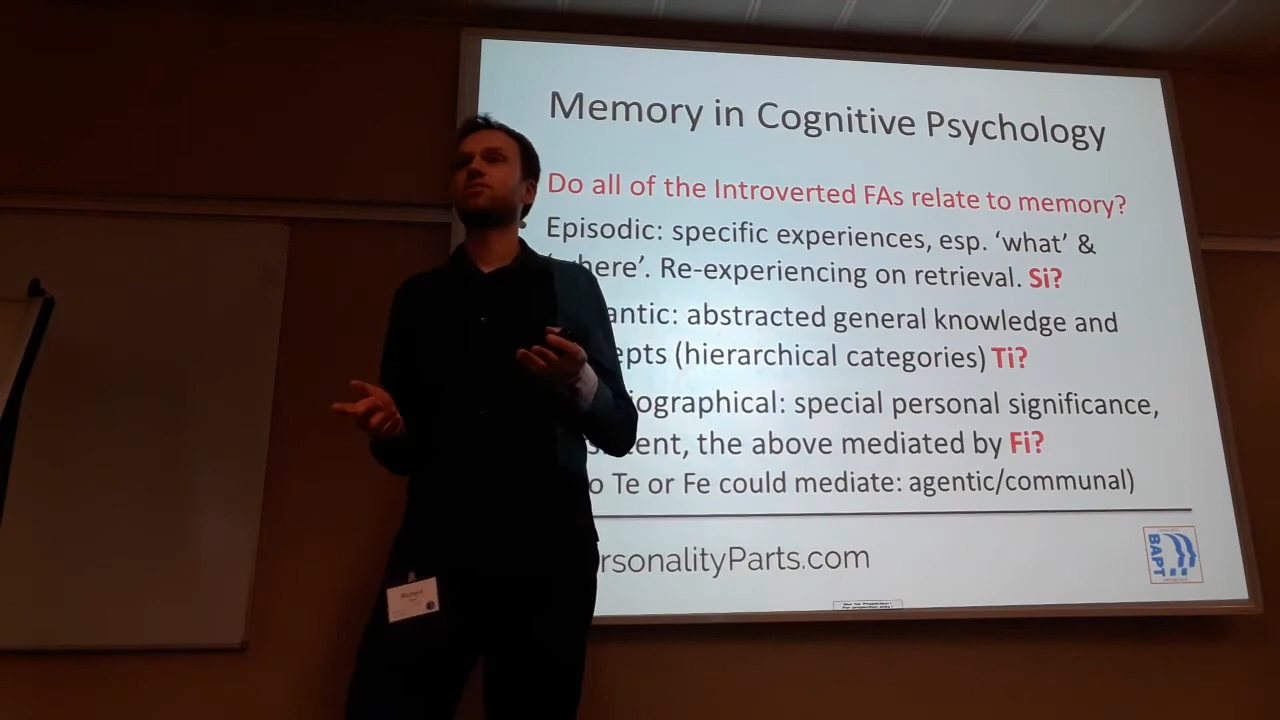 Memory in Cognitive Psychology
Do all of the Introverted FAs relate to memory?
Episodic: specific experiences, esp. ‘what’ &
here’. Re-experiencing on retrieval. Si?
antic: abstracted general knowledge and
epts (hierarchical categories) Ti?
iographical: special personal significance,
ent, the above mediated by Fi?
o Te or Fe could mediate: agentic/communal)
rsonalityParts.com
BAPT
Richard